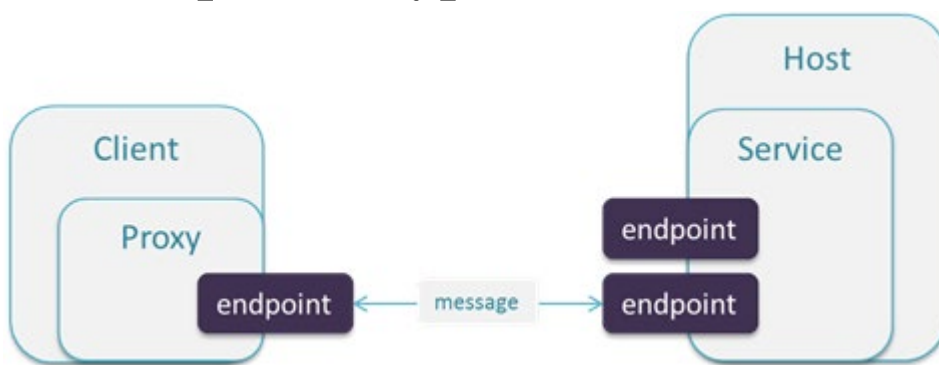 Host
Client
Service
Proxy
endpoint
endpoint
message
endpoint